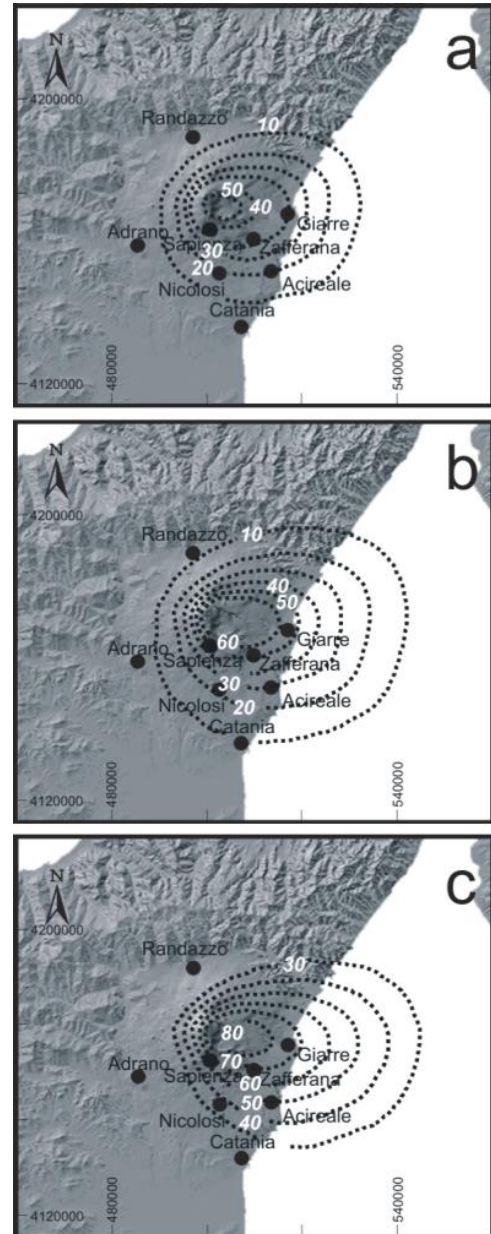 a
N
4200000
Randazzo
10
50
40
Giarre
Adrano
Sapienza
Zafferana
30
20
Nicolosi
Acireale
Catania
4120000
480000
540000
b
N
4200000
Randazzo
10
40
50
Giarre
60
Adrano
Sapienza
Zafferana
30
Nicolosi
20
Acireale
Catania
4120000
480000
540000
c
N
4200000
Randazzo
30
80
Giarre
70
Adrano
Sapienza
Zafferana
60
50
Nicolosi
Acireale
40
Catania
4120000
480000
540000